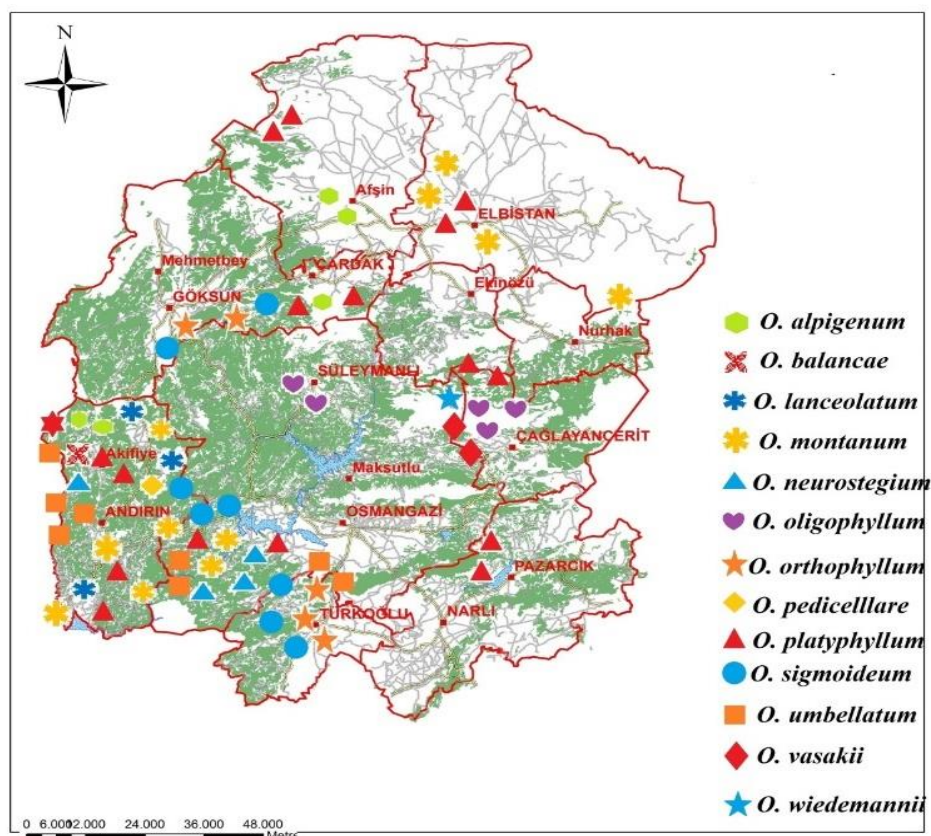 N
Afşin
ELBİSTAN
Mehmetbey
ÇARDAK
Ekinözü
GÖKSUN
Nurhak
SÜLEYMANLI
ÇAĞLAYANCERİT
Akifiye
Maksutlu
ANDIRIN
OSMANGAZİ
PAZARCIK
TÜRKOĞLU
NARLI
O. alpigenum
O. balancae
O. lanceolatum
O. montanum
O. neurostegium
O. oligophyllum
O. orthophyllum
O. pedicelllare
O. platyphyllum
O. sigmoideum
O. umbellatum
O. vasakii
O. wiedemannii
0 6.00012.000 24.000 36.000 48.000